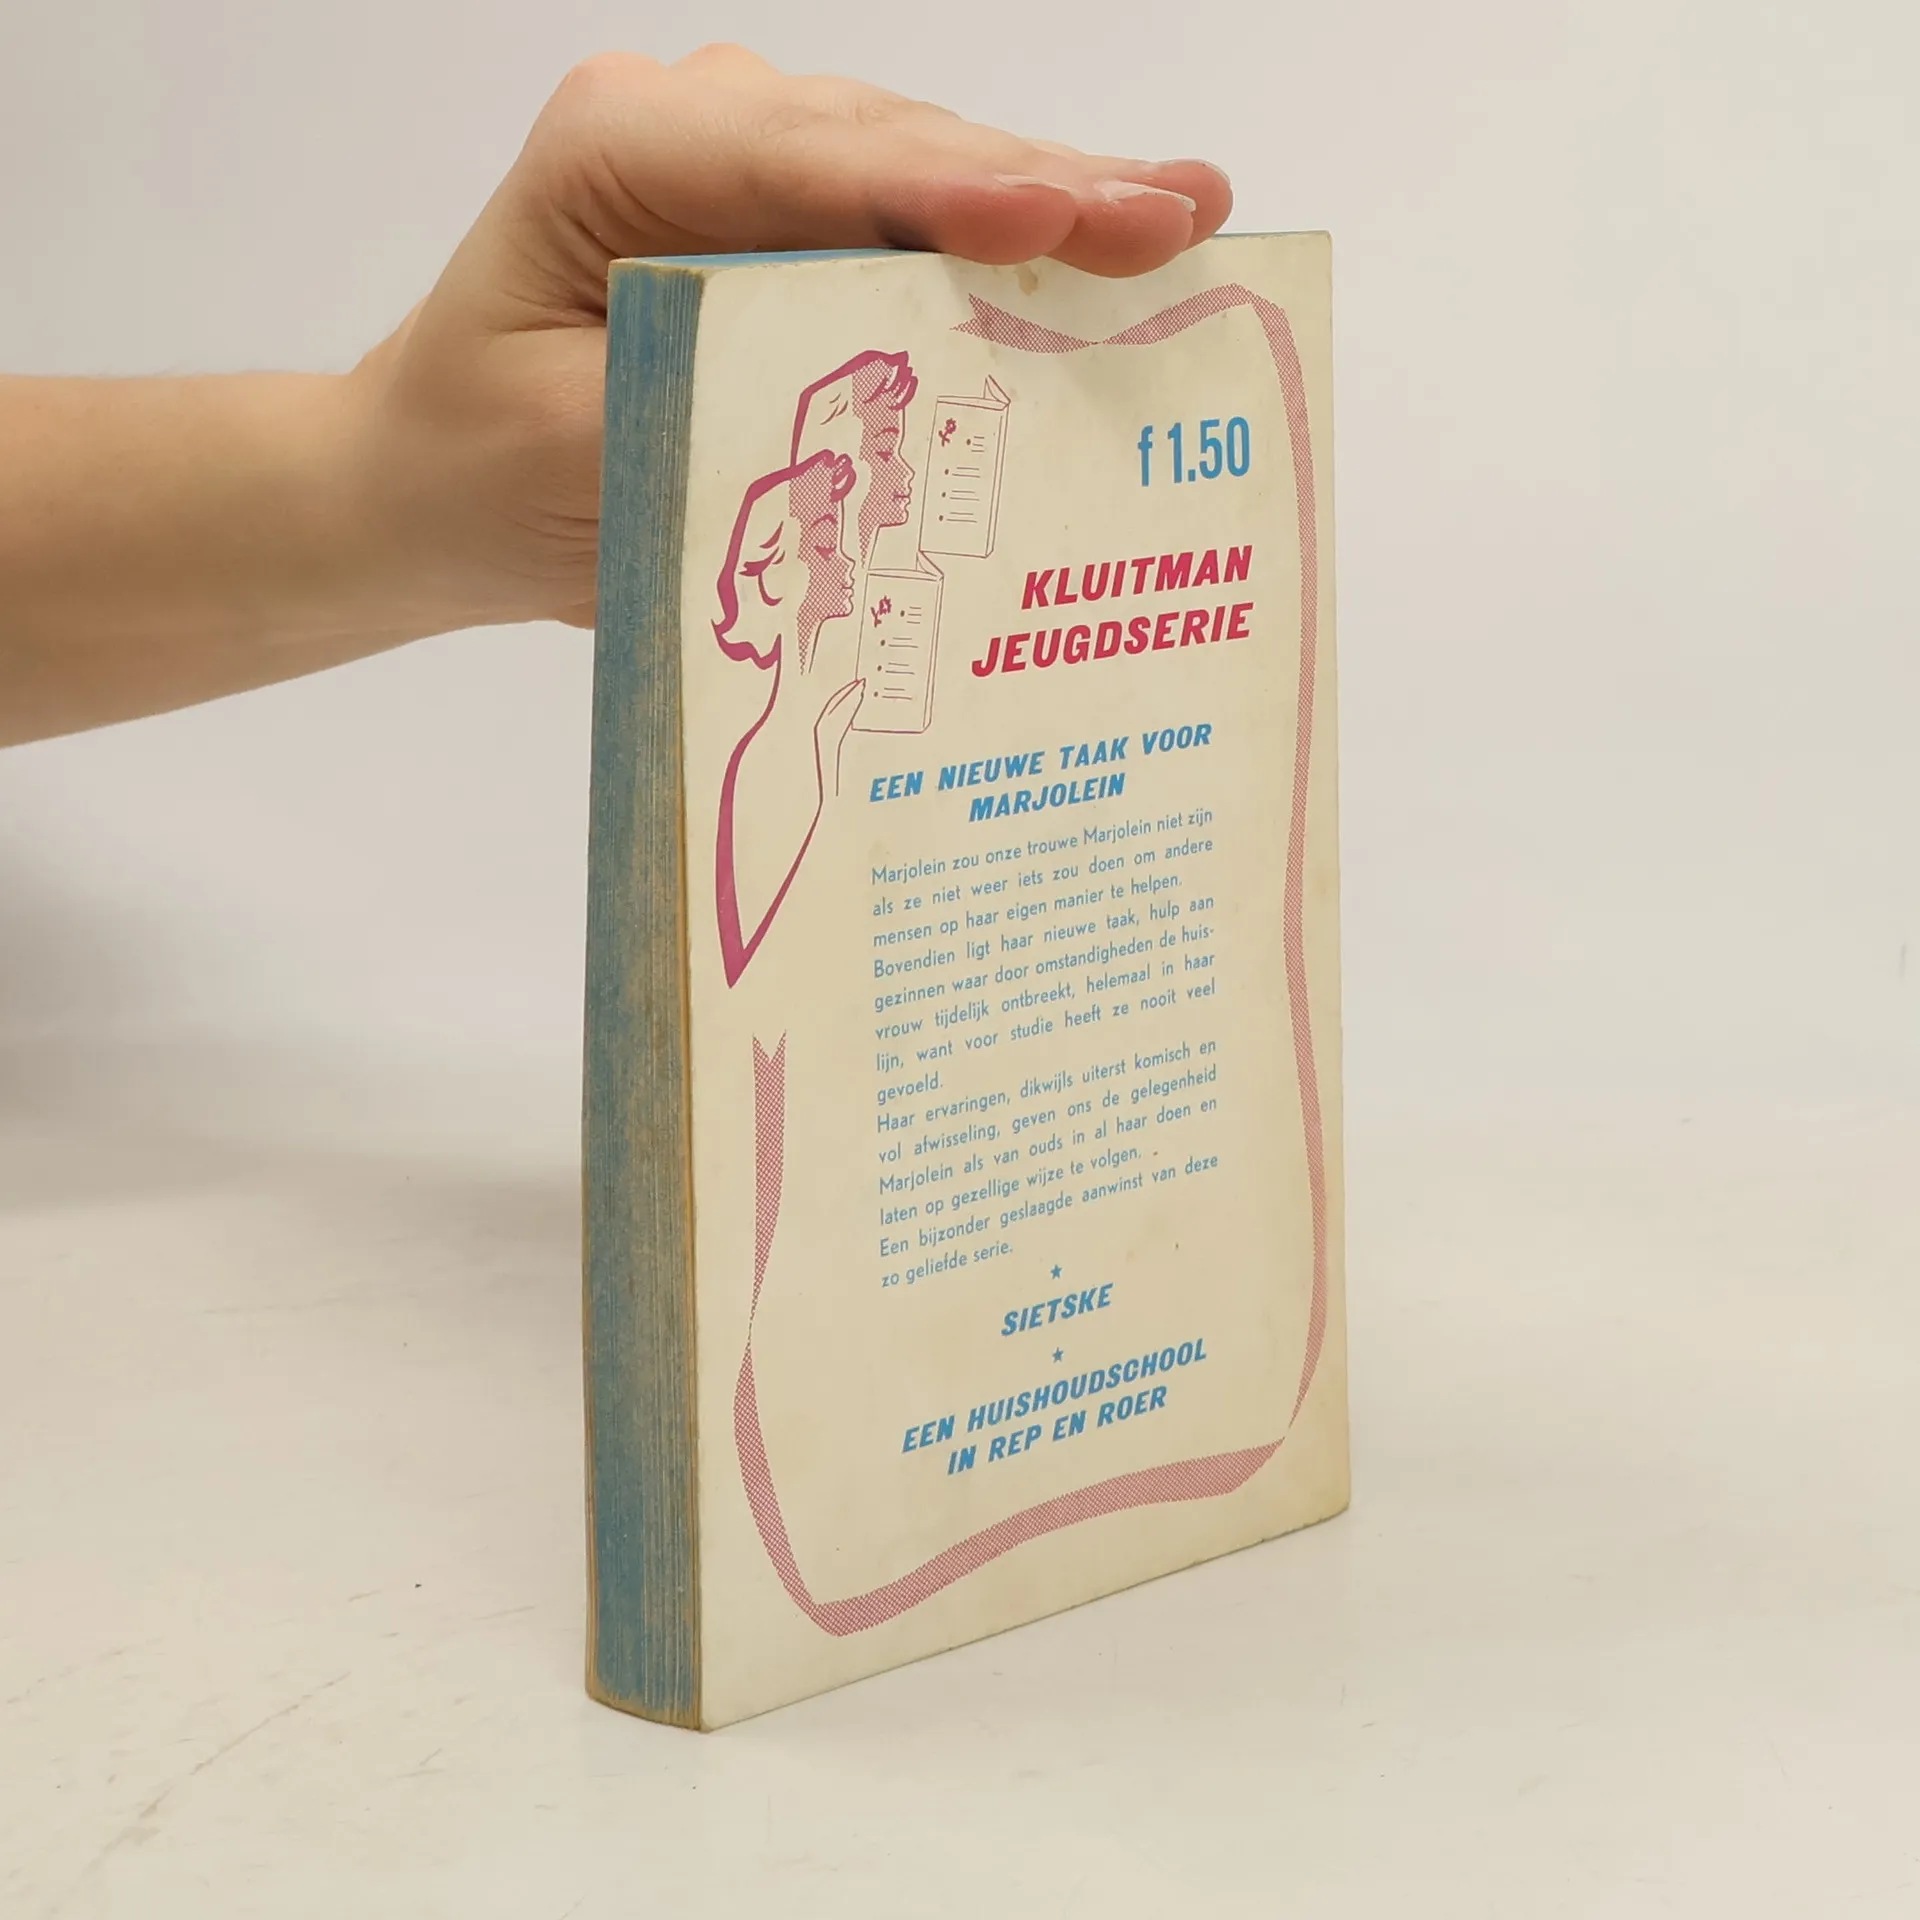 f 1.50
KLUITMAN
JEUGDSERIE
EEN NIEUWE TAAK VOOR
MARJOLEIN
Marjolein zou onze trouwe Marjolein niet zijn
als ze niet weer iets zou doen om andere
mensen op haar eigen manier te helpen.
Bovendien ligt haar nieuwe taak, hulp aan
gezinnen waar door omstandigheden de huis-
vrouw tijdelijk ontbreekt, helemaal in haar
lijn, want voor studie heeft ze nooit veel
gevoeld.
Haar ervaringen, dikwijls uiterst komisch en
vol afwisseling, geven ons de gelegenheid
Marjolein als van ouds in al haar doen en
laten op gezellige wijze te volgen.
Een bijzonder geslaagde aanwinst van deze
zo geliefde serie.
★
SIETSKE
★
EEN HUISHOUDSCHOOL
IN REP EN ROER